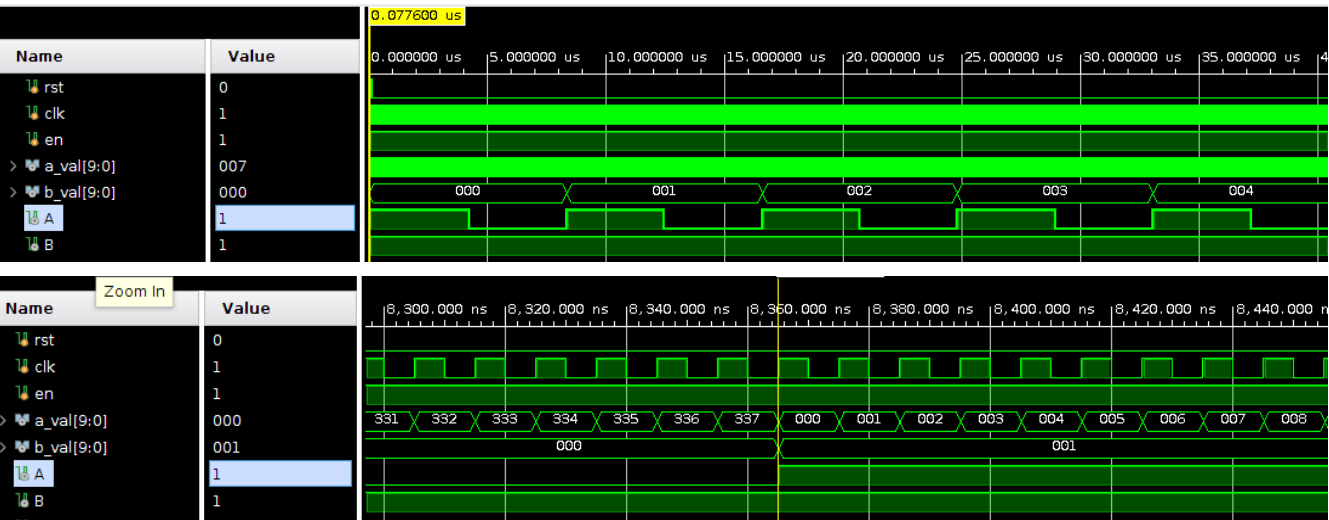 0.077600 us
Name Value
0.000000 us 5.000000 us 10.000000 us 15.000000 us 20.000000 us 25.000000 us 30.000000 us 35.000000 us 4
rst 0
clk 1
en 1
a_val[9:0] 007
b_val[9:0] 000 000 001 002 003 004
A 1
B 1
Zoom In
Name Value
8,300.000 ns 8,320.000 ns 8,340.000 ns 8,360.000 ns 8,380.000 ns 8,400.000 ns 8,420.000 ns 8,440.000 n
rst 0
clk 1
en 1
a_val[9:0] 000 331 332 333 334 335 336 337 000 001 002 003 004 005 006 007 008
b_val[9:0] 001 000 001
A 1
B 1